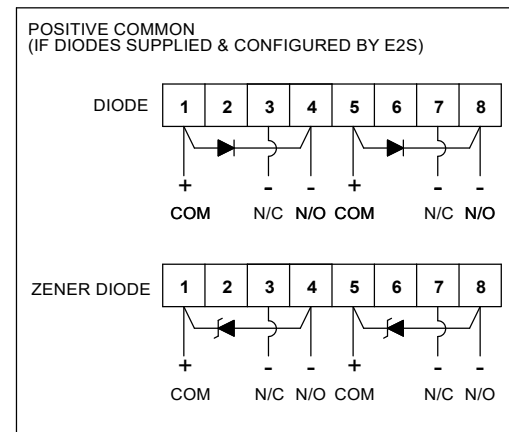 POSITIVE COMMON
(IF DIODES SUPPLIED & CONFIGURED BY E2S)
DIODE 1 2 3 4 5 6 7 8
+ - - + - -
COM N/C N/O COM N/C N/O
ZENER DIODE 1 2 3 4 5 6 7 8
+ - - + - -
COM N/C N/O COM N/C N/O